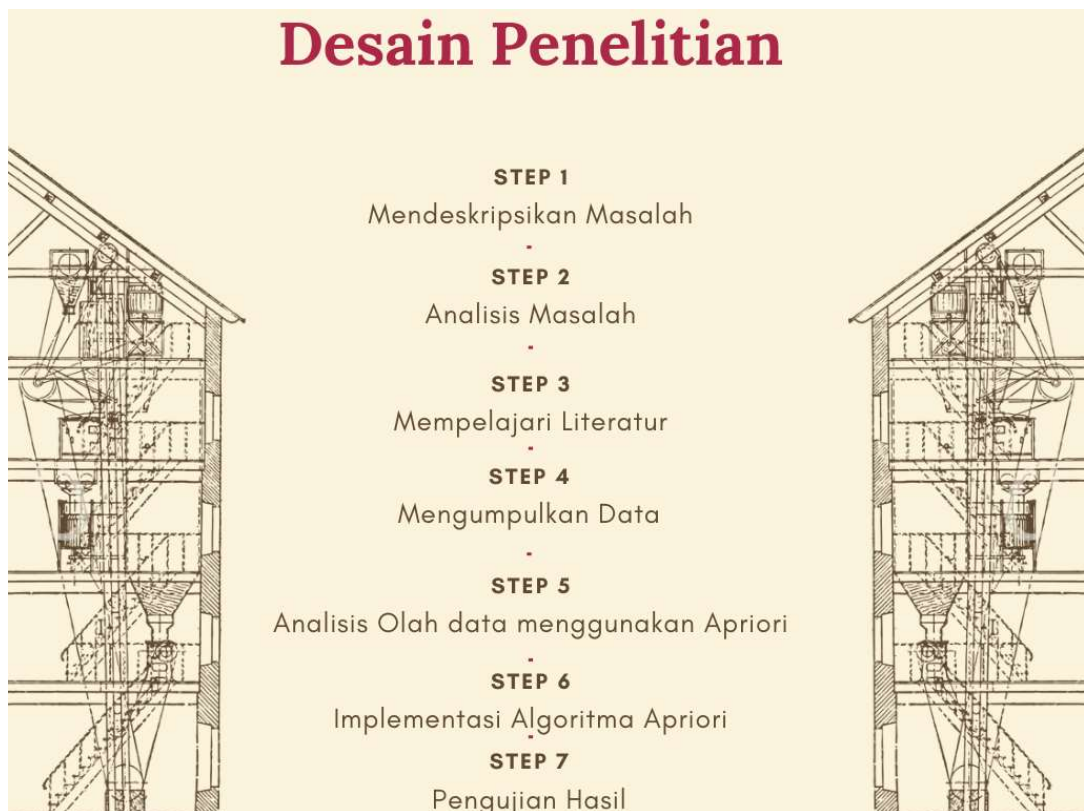 Desain Penelitian
STEP 1
Mendeskripsikan Masalah
-
STEP 2
Analisis Masalah
-
STEP 3
Mempelajari Literatur
-
STEP 4
Mengumpulkan Data
-
STEP 5
Analisis Olah data menggunakan Apriori
-
STEP 6
Implementasi Algoritma Apriori
-
STEP 7
Pengujian Hasil